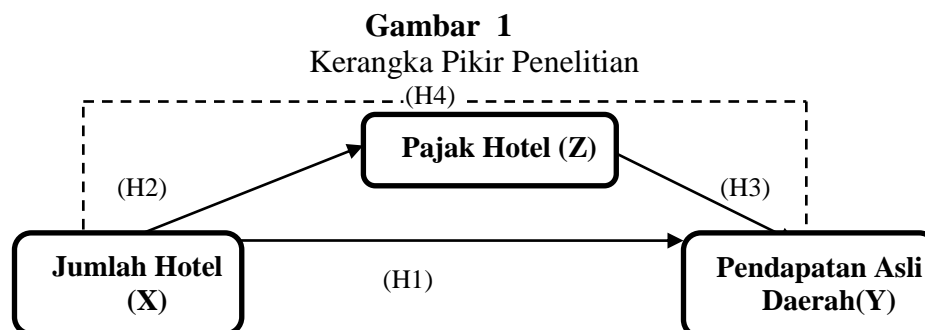 Gambar 1
Kerangka Pikir Penelitian
(H4)
Pajak Hotel (Z)
(H2)
(H3)
Jumlah Hotel
(X)
(H1)
Pendapatan Asli
Daerah(Y)